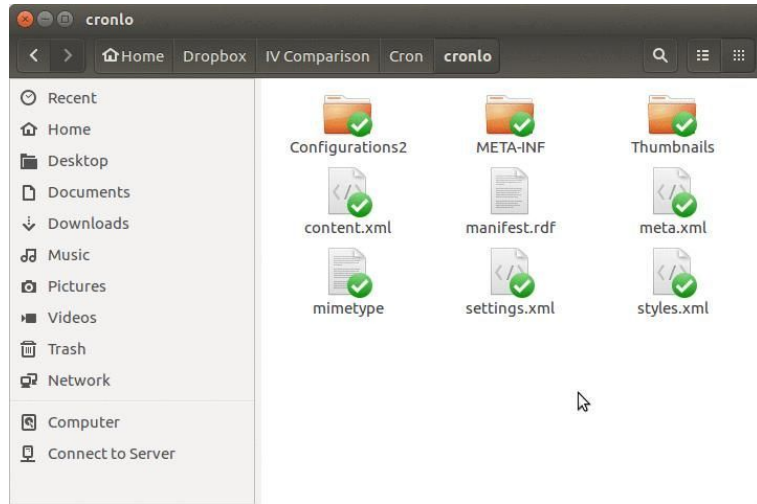 cronlo
Home Dropbox IV Comparison Cron cronlo
Recent
Home
Desktop
Documents
Downloads
Music
Pictures
Videos
Trash
Network
Computer
Connect to Server
Configurations2 META-INF Thumbnails
content.xml manifest.rdf meta.xml
mimetype settings.xml styles.xml